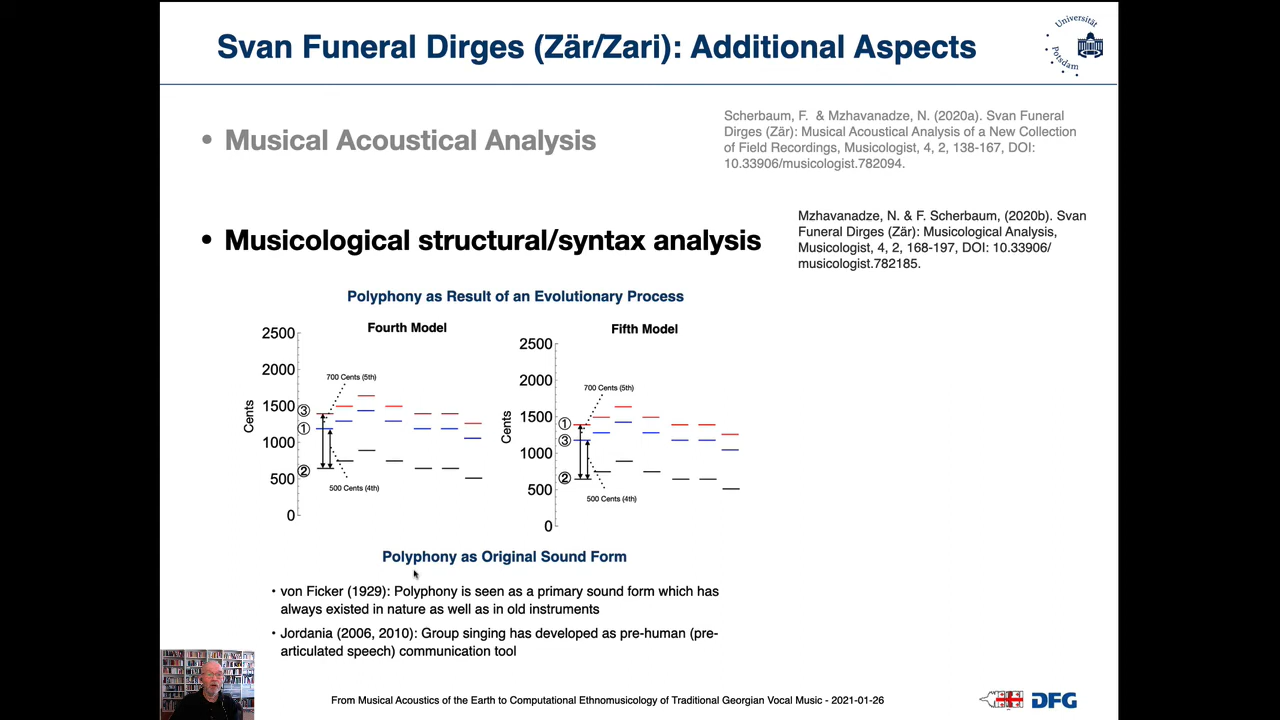 Svan Funeral Dirges (Zär/Zari): Additional Aspects
Universität
Potsdam
• Musical Acoustical Analysis
Scherbaum, F. & Mzhavanadze, N. (2020a). Svan Funeral
Dirges (Zär): Musical Acoustical Analysis of a New Collection
of Field Recordings, Musicologist, 4, 2, 138-167, DOI:
10.33906/musicologist.782094.
• Musicological structural/syntax analysis
Mzhavanadze, N. & F. Scherbaum, (2020b). Svan
Funeral Dirges (Zär): Musicological Analysis,
Musicologist, 4, 2, 168-197, DOI: 10.33906/
musicologist.782185.
Polyphony as Result of an Evolutionary Process
Fourth Model
2500
2000
1500
1000
500
0
Cents
700 Cents (5th)
③
①
②
500 Cents (4th)
Fifth Model
2500
2000
1500
1000
500
0
Cents
700 Cents (5th)
①
③
②
500 Cents (4th)
Polyphony as Original Sound Form
• von Ficker (1929): Polyphony is seen as a primary sound form which has
always existed in nature as well as in old instruments
• Jordania (2006, 2010): Group singing has developed as pre-human (pre-
articulated speech) communication tool
From Musical Acoustics of the Earth to Computational Ethnomusicology of Traditional Georgian Vocal Music - 2021-01-26
DFG